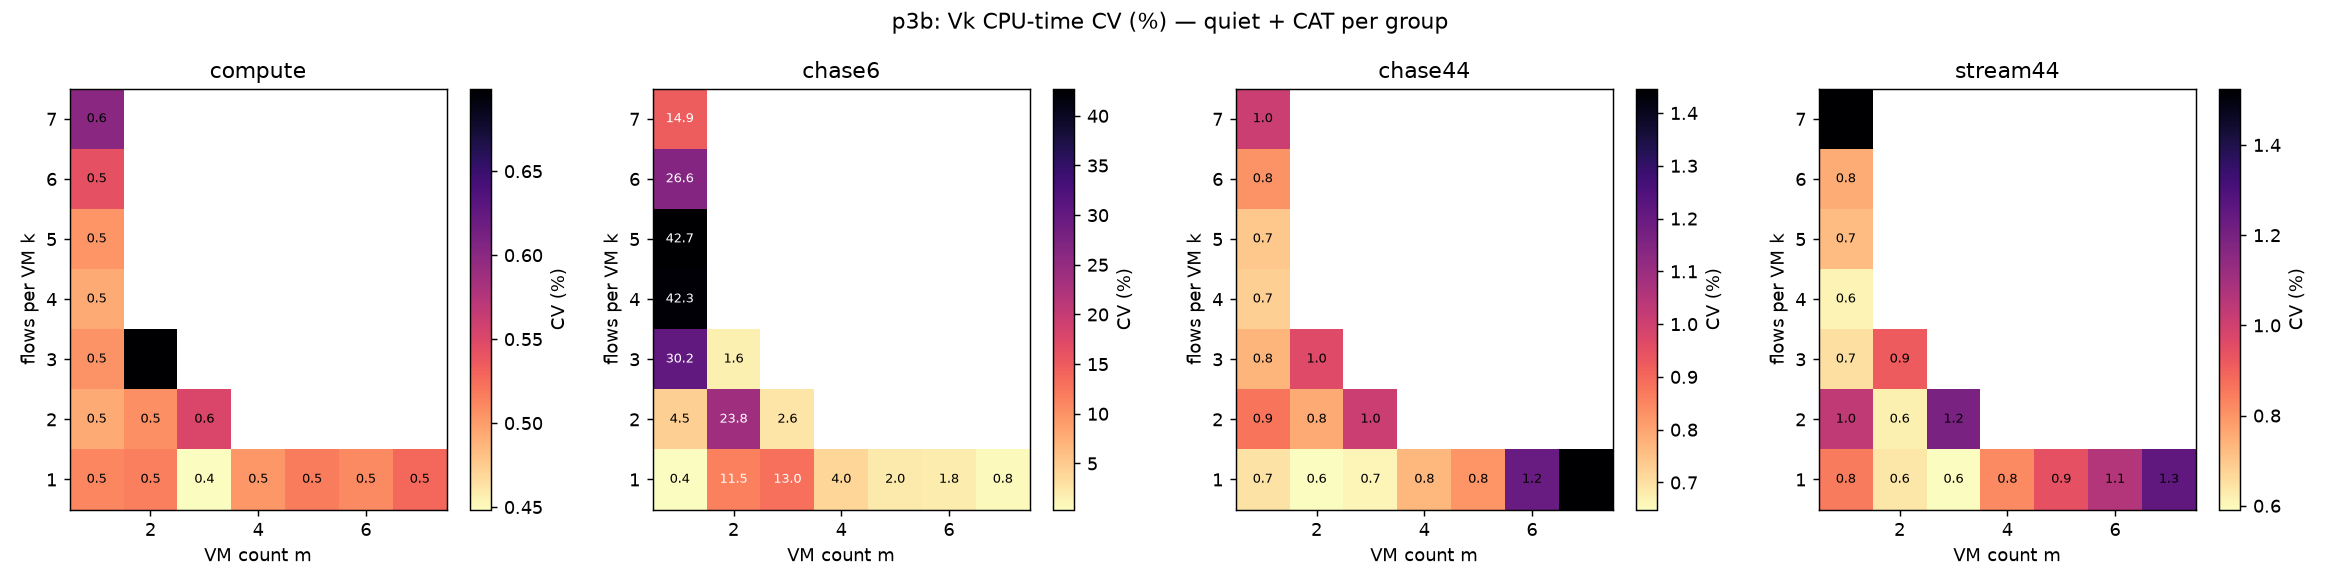 p3b: Vk CPU-time CV (%) — quiet + CAT per group
compute
7
6
5
4
3
2
1
flows per VM k
0.6
0.5
0.5
0.5
0.5
0.5 0.5 0.6
0.5 0.5 0.4 0.5 0.5 0.5 0.5
2 4 6
VM count m
0.65
0.60
0.55
0.50
0.45
CV (%)
chase6
7
6
5
4
3
2
1
flows per VM k
14.9
26.6
42.7
42.3
30.2 1.6
4.5 23.8 2.6
0.4 11.5 13.0 4.0 2.0 1.8 0.8
2 4 6
VM count m
40
35
30
25
20
15
10
5
CV (%)
chase44
7
6
5
4
3
2
1
flows per VM k
1.0
0.8
0.7
0.7
0.8 1.0
0.9 0.8 1.0
0.7 0.6 0.7 0.8 0.8 1.2
2 4 6
VM count m
1.4
1.3
1.2
1.1
1.0
0.9
0.8
0.7
CV (%)
stream44
7
6
5
4
3
2
1
flows per VM k
0.8
0.7
0.6
0.7 0.9
1.0 0.6 1.2
0.8 0.6 0.6 0.8 0.9 1.1 1.3
2 4 6
VM count m
1.4
1.2
1.0
0.8
0.6
CV (%)